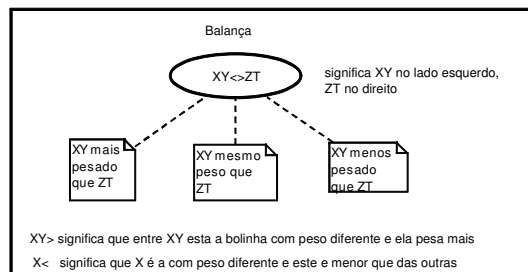 Balança
XY<>ZT
significa XY no lado esquerdo,
ZT no direito
XY mais
pesado
que ZT
XY mesmo
peso que
ZT
XY menos
pesado
que ZT
XY> significa que entre XY esta a bolinha com peso diferente e ela pesa mais
X< significa que X é a com peso diferente e este e menor que das outras